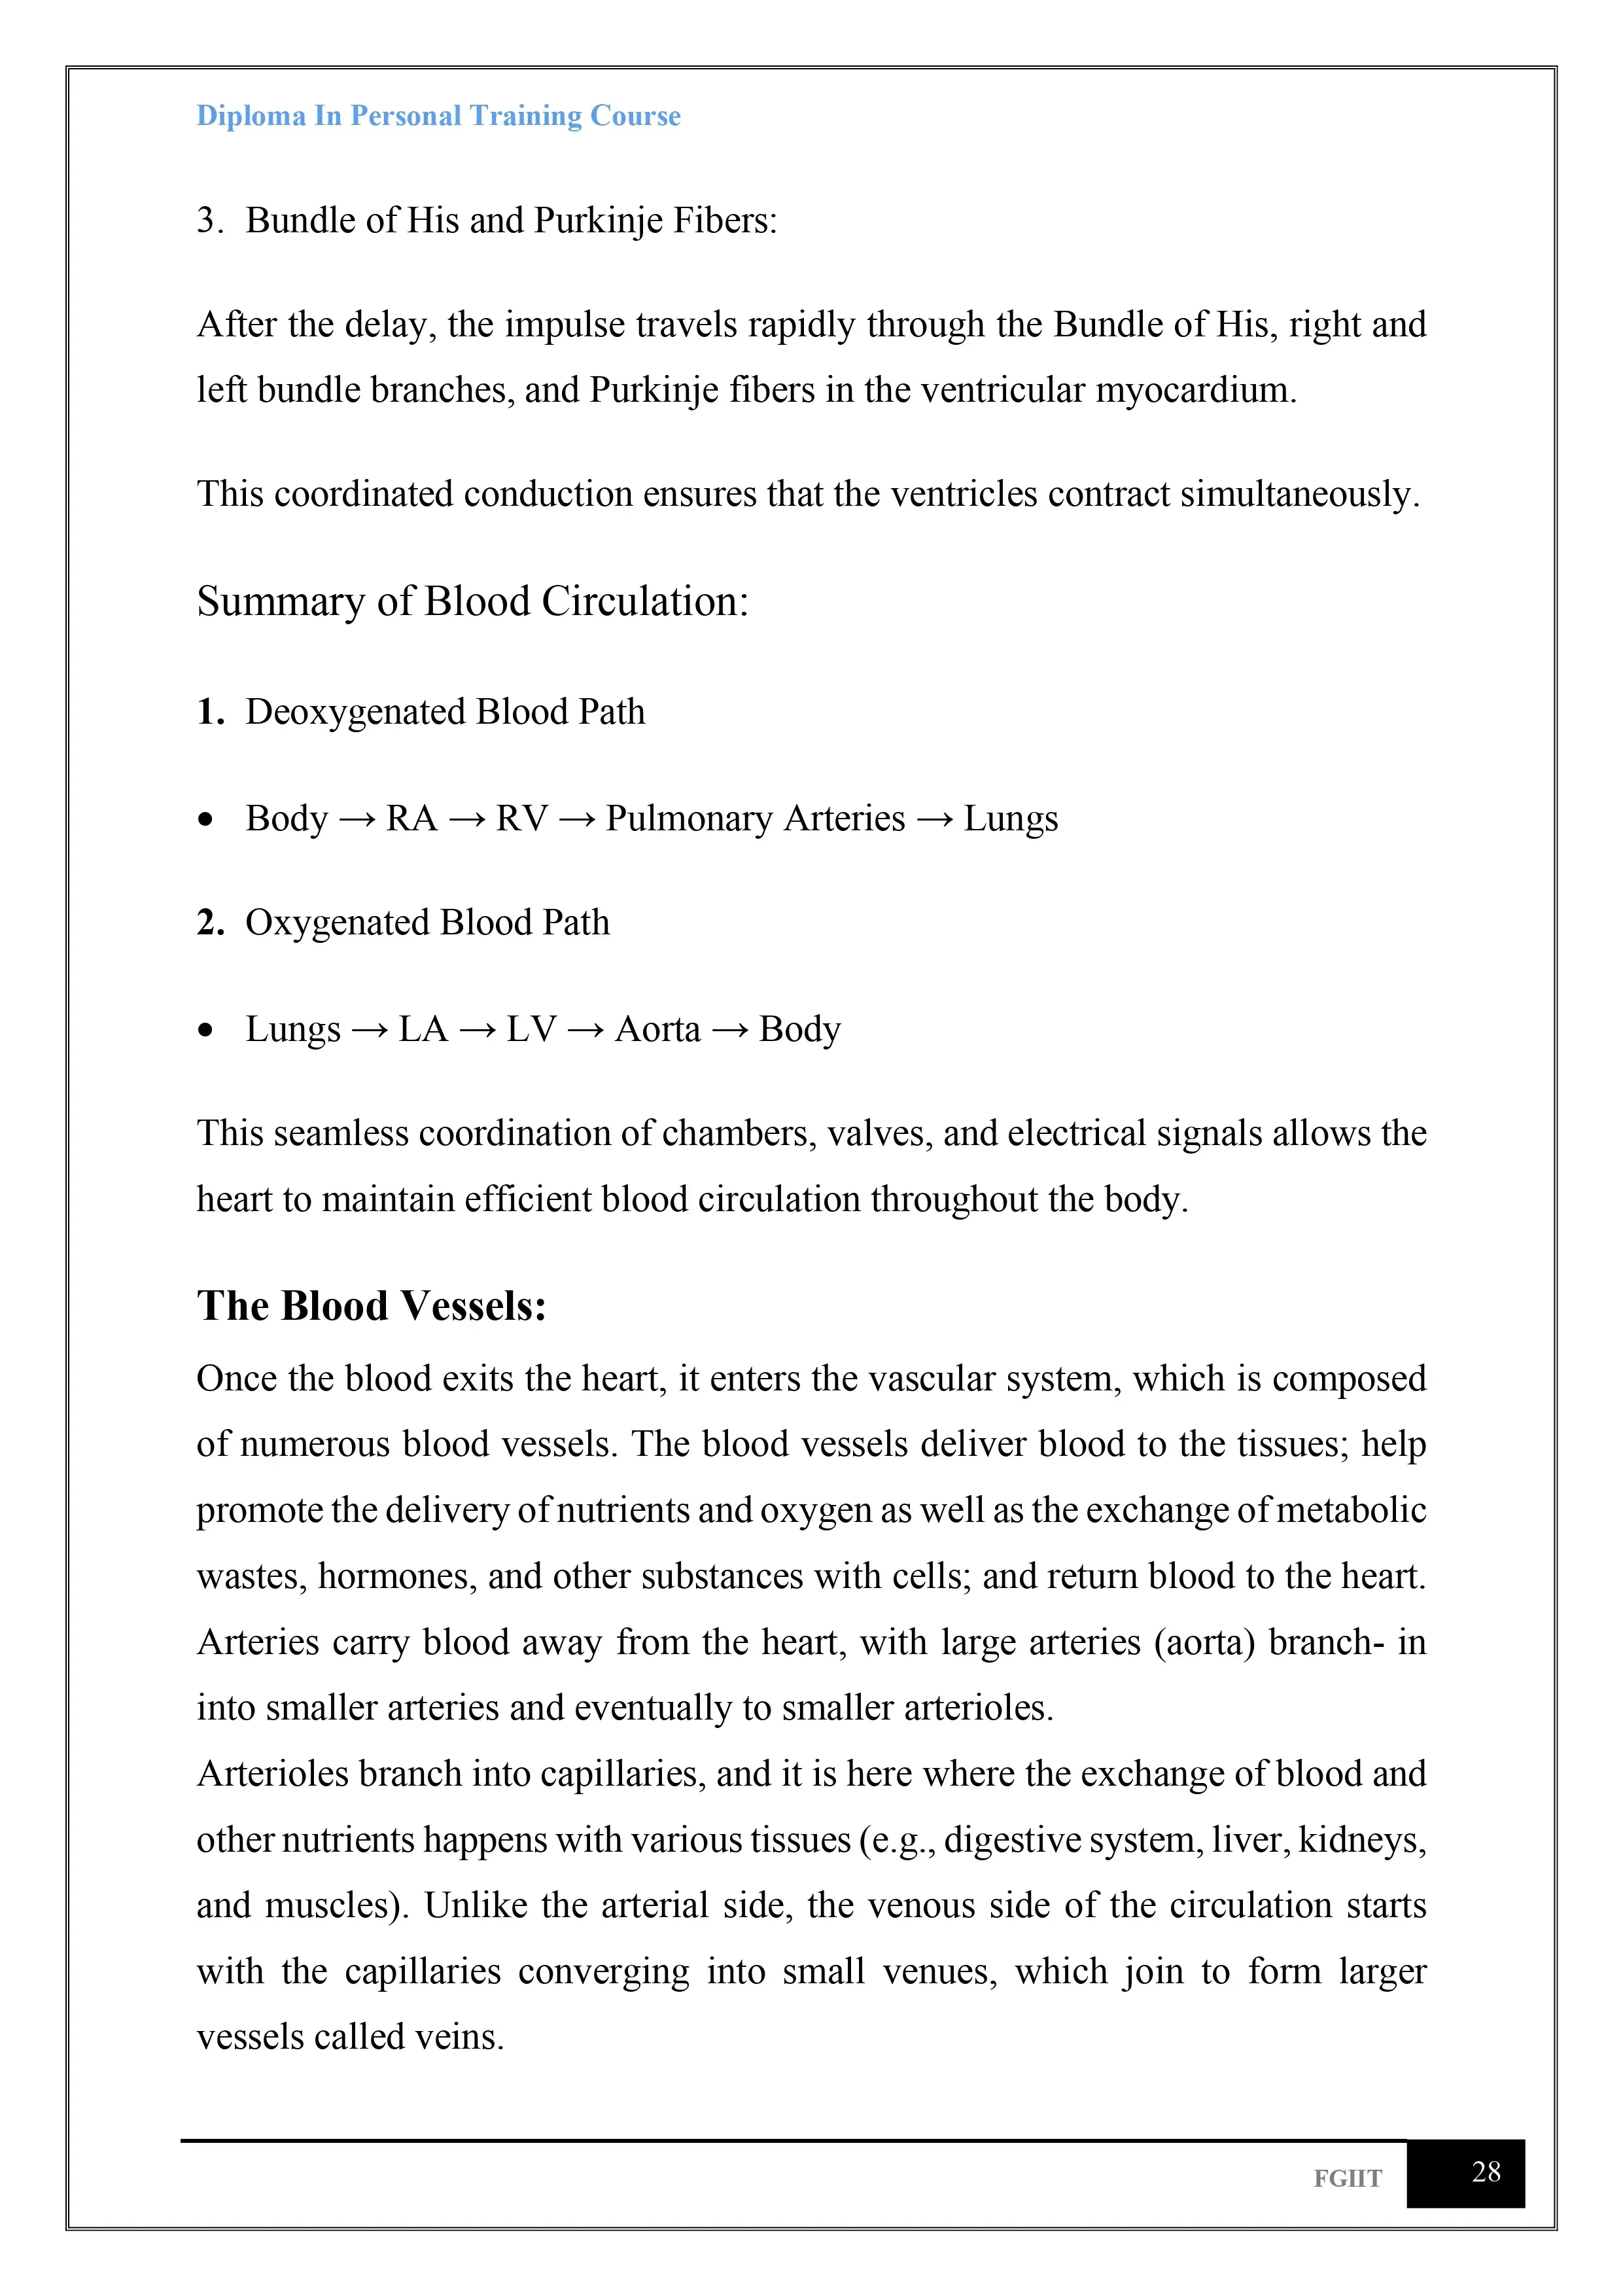 Diploma In Personal Training Course
3. Bundle of His and Purkinje Fibers:
After the delay, the impulse travels rapidly through the Bundle of His, right and
left bundle branches, and Purkinje fibers in the ventricular myocardium.
This coordinated conduction ensures that the ventricles contract simultaneously.
Summary of Blood Circulation:
1. Deoxygenated Blood Path
• Body → RA → RV → Pulmonary Arteries → Lungs
2. Oxygenated Blood Path
• Lungs → LA → LV → Aorta → Body
This seamless coordination of chambers, valves, and electrical signals allows the
heart to maintain efficient blood circulation throughout the body.
The Blood Vessels:
Once the blood exits the heart, it enters the vascular system, which is composed
of numerous blood vessels. The blood vessels deliver blood to the tissues; help
promote the delivery of nutrients and oxygen as well as the exchange of metabolic
wastes, hormones, and other substances with cells; and return blood to the heart.
Arteries carry blood away from the heart, with large arteries (aorta) branch- in
into smaller arteries and eventually to smaller arterioles.
Arterioles branch into capillaries, and it is here where the exchange of blood and
other nutrients happens with various tissues (e.g., digestive system, liver, kidneys,
and muscles). Unlike the arterial side, the venous side of the circulation starts
with the capillaries converging into small venues, which join to form larger
vessels called veins.
FGIIT 28